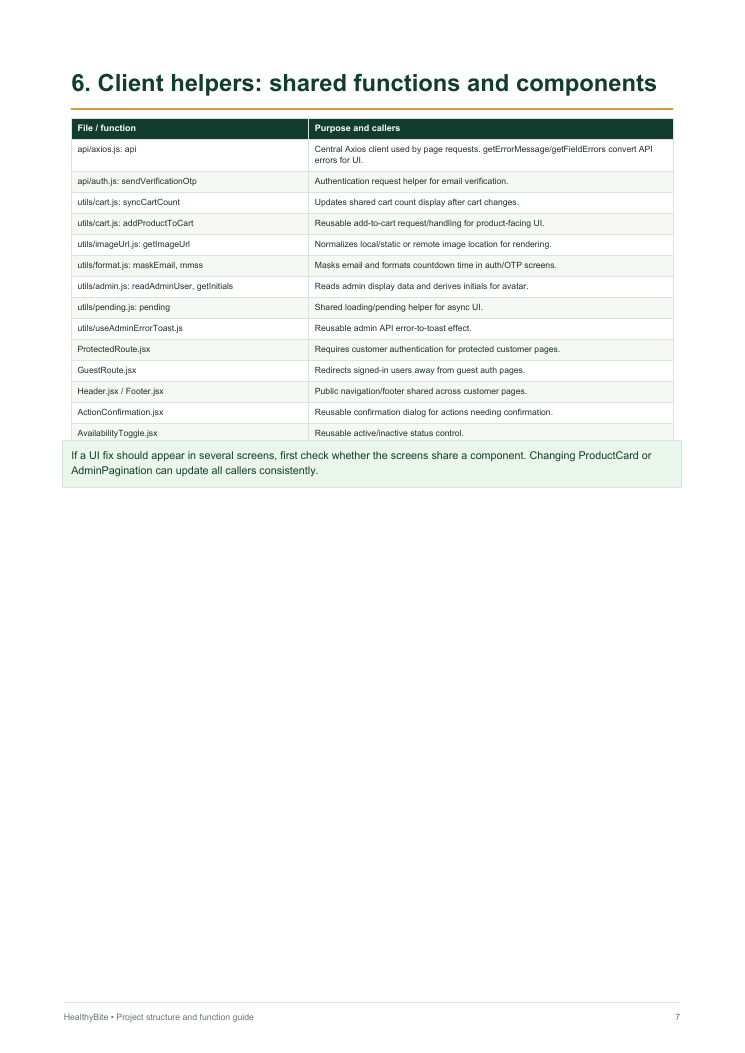 6. Client helpers: shared functions and components
File / function
Purpose and callers
api/axios.js: api
Central Axios client used by page requests. getErrorMessage/getFieldErrors convert API
errors for UI.
api/auth.js: sendVerificationOtp
Authentication request helper for email verification.
utils/cart.js: syncCartCount
Updates shared cart count display after cart changes.
utils/cart.js: addProductToCart
Reusable add-to-cart request/handling for product-facing UI.
utils/imageUrl.js: getImageUrl
Normalizes local/static or remote image location for rendering.
utils/format.js: maskEmail, mmss
Masks email and formats countdown time in auth/OTP screens.
utils/admin.js: readAdminUser, getInitials
Reads admin display data and derives initials for avatar.
utils/pending.js: pending
Shared loading/pending helper for async UI.
utils/useAdminErrorToast.js
Reusable admin API error-to-toast effect.
ProtectedRoute.jsx
Requires customer authentication for protected customer pages.
GuestRoute.jsx
Redirects signed-in users away from guest auth pages.
Header.jsx / Footer.jsx
Public navigation/footer shared across customer pages.
ActionConfirmation.jsx
Reusable confirmation dialog for actions needing confirmation.
AvailabilityToggle.jsx
Reusable active/inactive status control.
If a UI fix should appear in several screens, first check whether the screens share a component. Changing ProductCard or
AdminPagination can update all callers consistently.
HealthyBite • Project structure and function guide
7